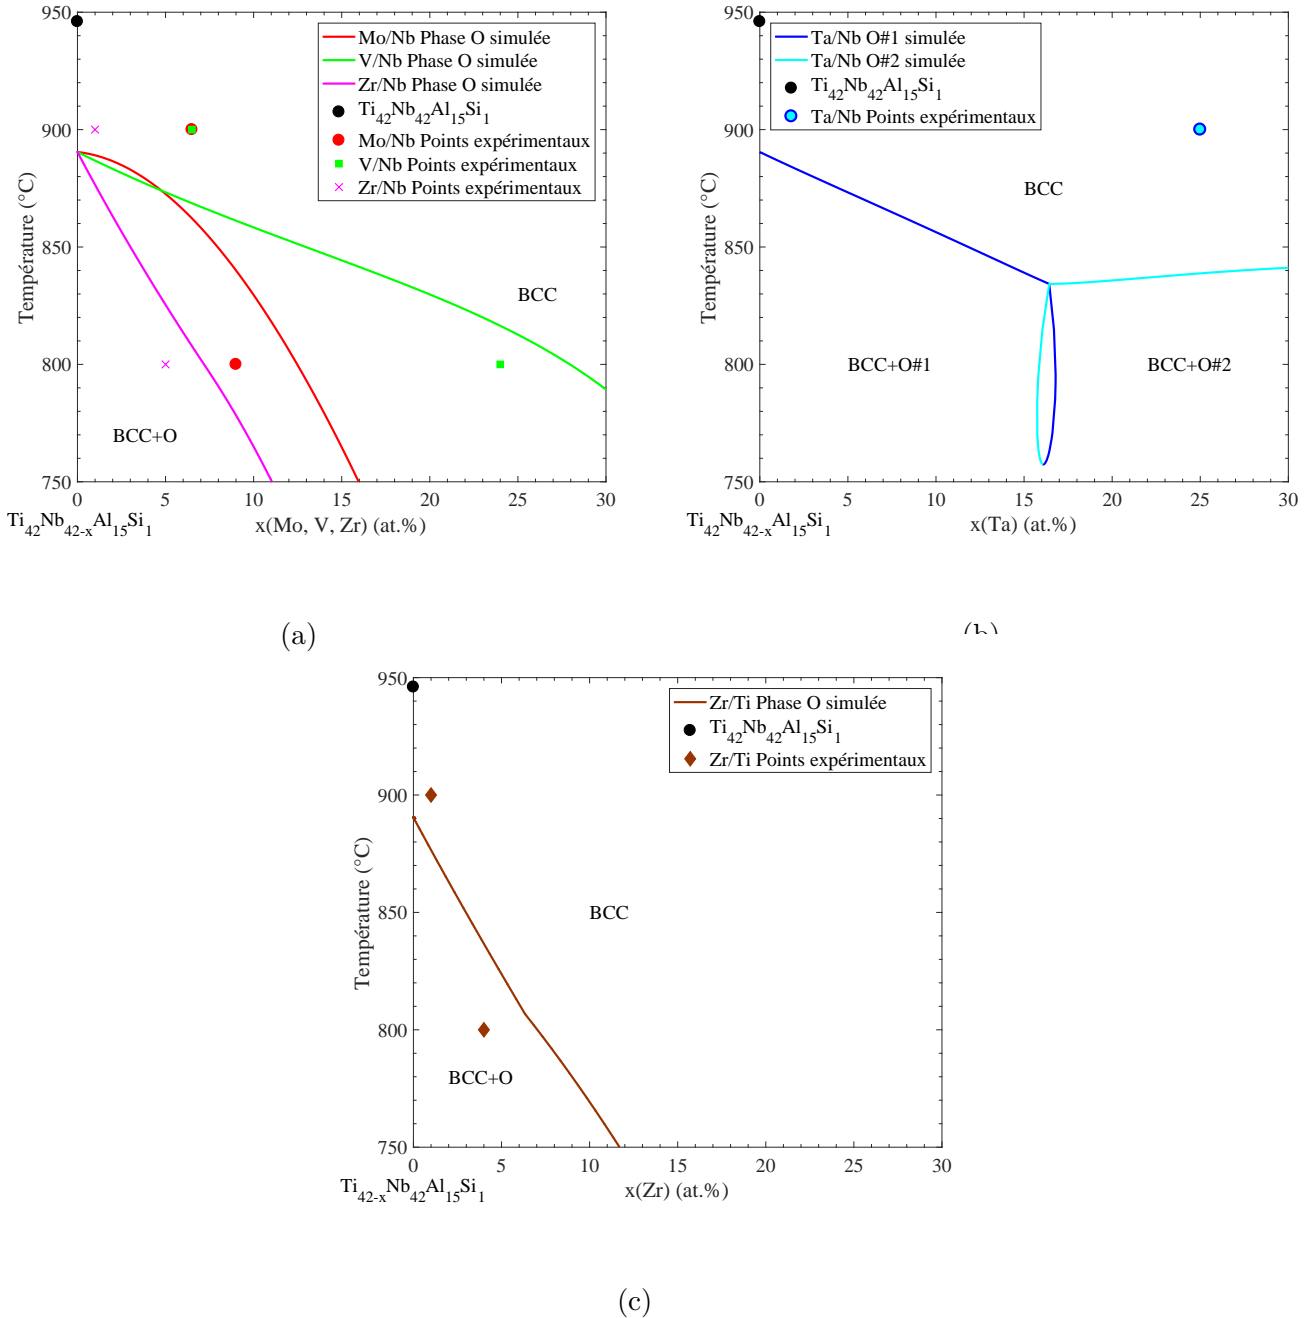 950
900
850
800
750
Température (°C)
Mo/Nb Phase O simulée
V/Nb Phase O simulée
Zr/Nb Phase O simulée
Ti42Nb42Al15Si1
Mo/Nb Points expérimentaux
V/Nb Points expérimentaux
Zr/Nb Points expérimentaux
BCC
BCC+O
0 5 10 15 20 25 30
Ti42Nb42-xAl15Si1
x(Mo, V, Zr) (at.%)
(a)
950
900
850
800
750
Température (°C)
Ta/Nb O#1 simulée
Ta/Nb O#2 simulée
Ti42Nb42Al15Si1
Ta/Nb Points expérimentaux
BCC
BCC+O#1
BCC+O#2
0 5 10 15 20 25 30
Ti42Nb42-xAl15Si1
x(Ta) (at.%)
(b)
950
900
850
800
750
Température (°C)
Zr/Ti Phase O simulée
Ti42Nb42Al15Si1
Zr/Ti Points expérimentaux
BCC
BCC+O
0 5 10 15 20 25 30
Ti42-xNb42Al15Si1
x(Zr) (at.%)
(c)